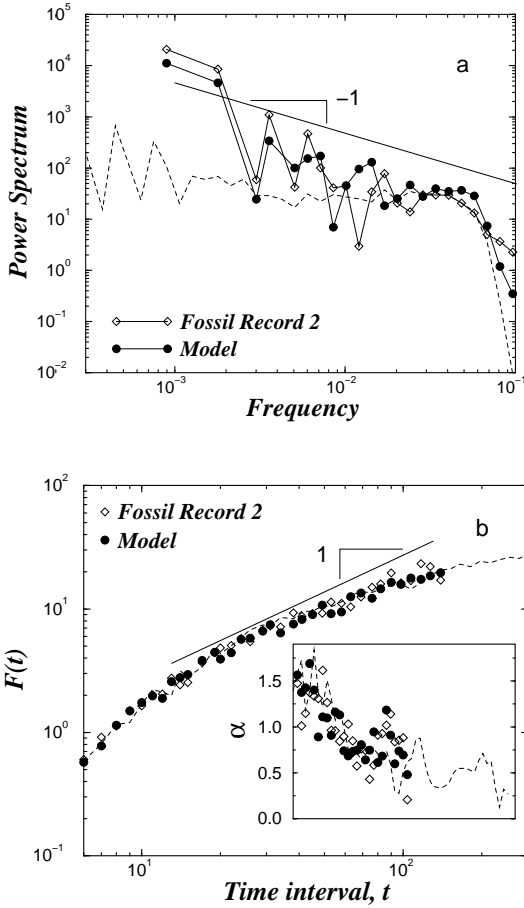 10^5
10^4
10^3
10^2
10^1
10^0
10^-1
10^-2
Power Spectrum
a
−1
Fossil Record 2
Model
10^-3
10^-2
10^-1
Frequency
10^2
10^1
10^0
10^-1
F(t)
Fossil Record 2
Model
b
1
1.5
1.0
0.5
0.0
α
10^1
10^2
Time interval, t